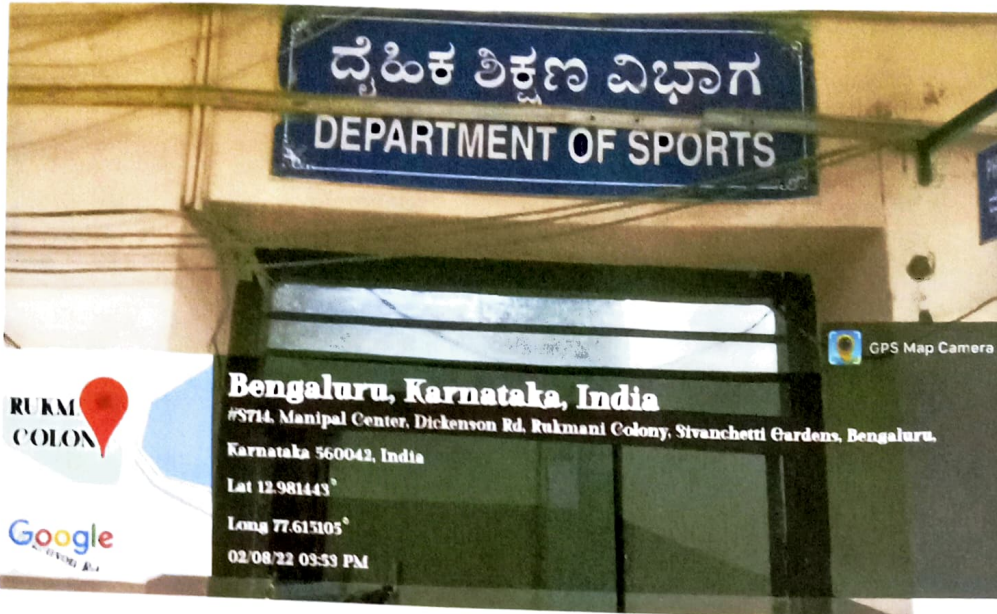 ದೈಹಿಕ ಶಿಕ್ಷಣ ವಿಭಾಗ
DEPARTMENT OF SPORTS
GPS Map Camera
RUKM
COLON
Google
Bengaluru, Karnataka, India
#S714, Manipal Center, Dickenson Rd, Rukmani Colony, Sivanchetti Gardens, Bengaluru,
Karnataka 560042, India
Lat 12.981443°
Long 77.615105°
02/08/22 03:53 PM